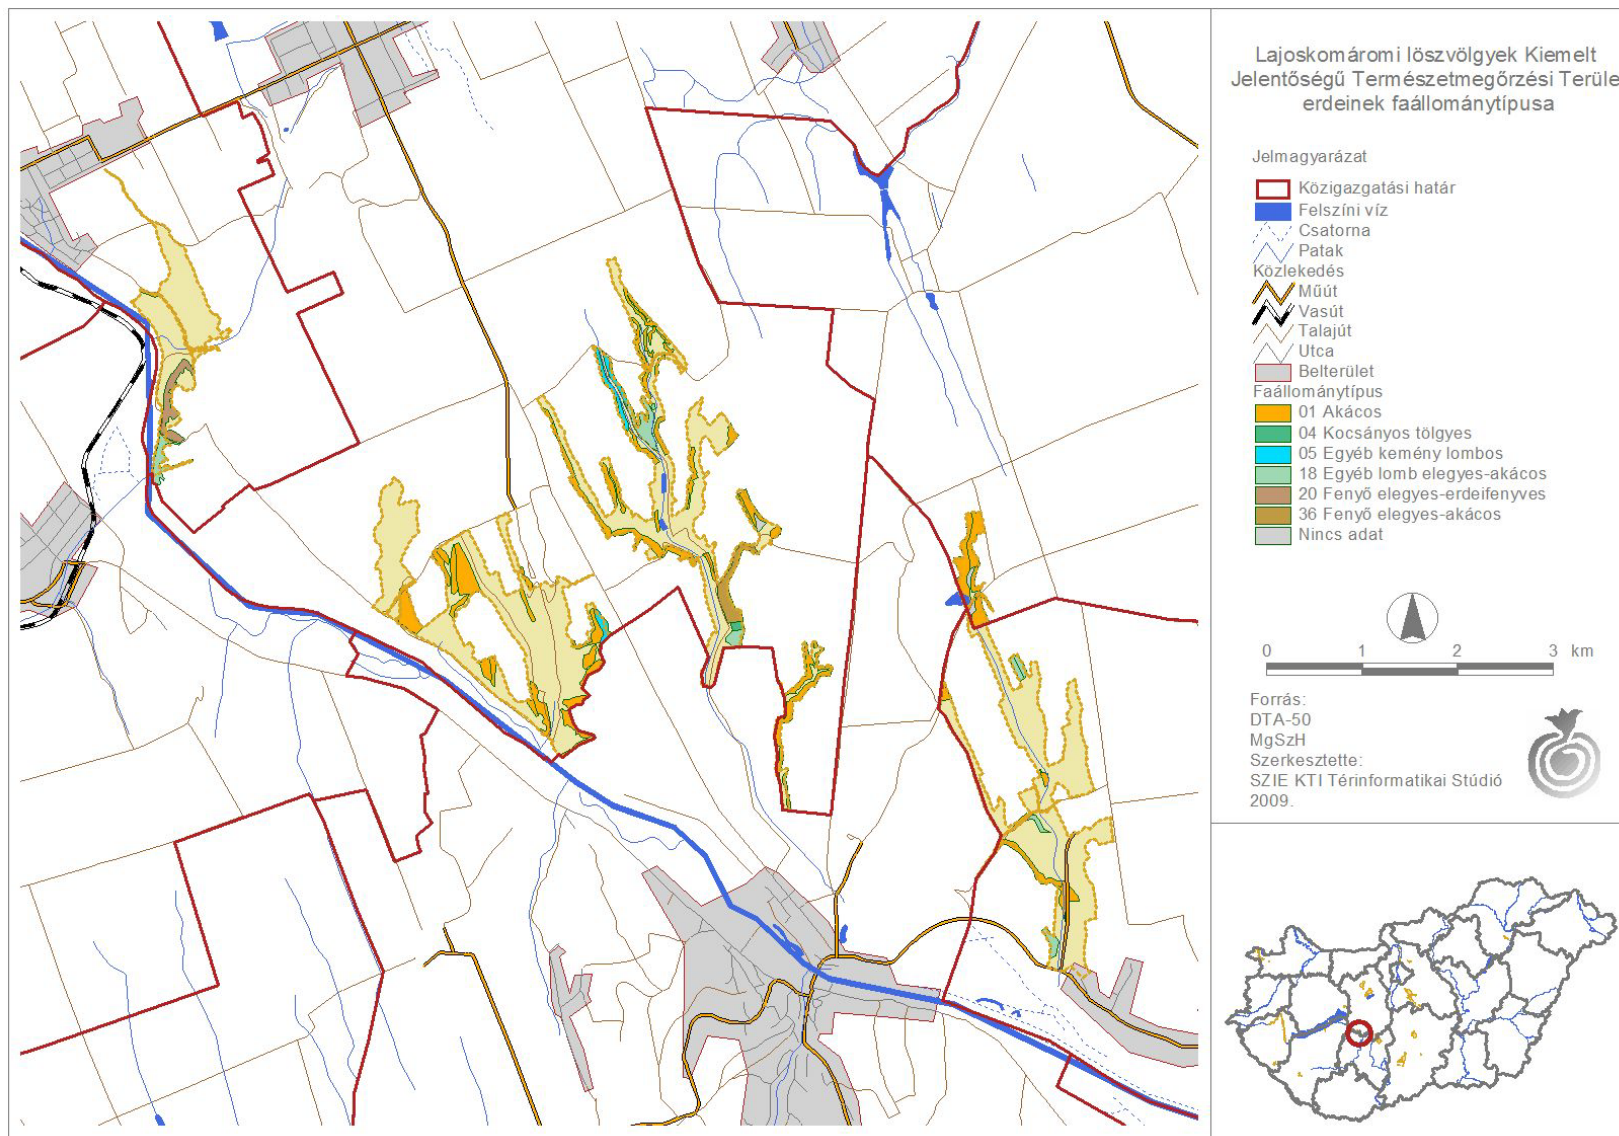 Lajoskomáromi löszvölgyek Kiemelt
Jelentőségű Természetmegőrzési Terüle
erdeinek faállománytípusa
Jelmagyarázat
Közigazgatási határ
Felszíni víz
Csatorna
Patak
Közlekedés
Műút
Vasút
Talajút
Utca
Belterület
Faállománytípus
01 Akácos
04 Kocsányos tölgyes
05 Egyéb kemény lombos
18 Egyéb lomb elegyes-akácos
20 Fenyő elegyes-erdeifenyves
36 Fenyő elegyes-akácos
Nincs adat
0 1 2 3 km
Forrás:
DTA-50
MgSzH
Szerkesztette:
SZIE KTI Térinformatikai Stúdió
2009.